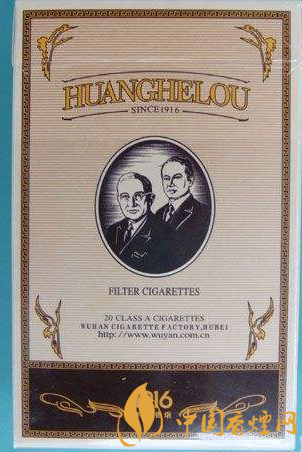 HUANGHELOU
SINCE 1916
FILTER CIGARETTES
20 CLASS A CIGARETTES
WUHAN CIGARETTE FACTORY, HUBEI
http://www.wuyan.com.cn
中国香烟网